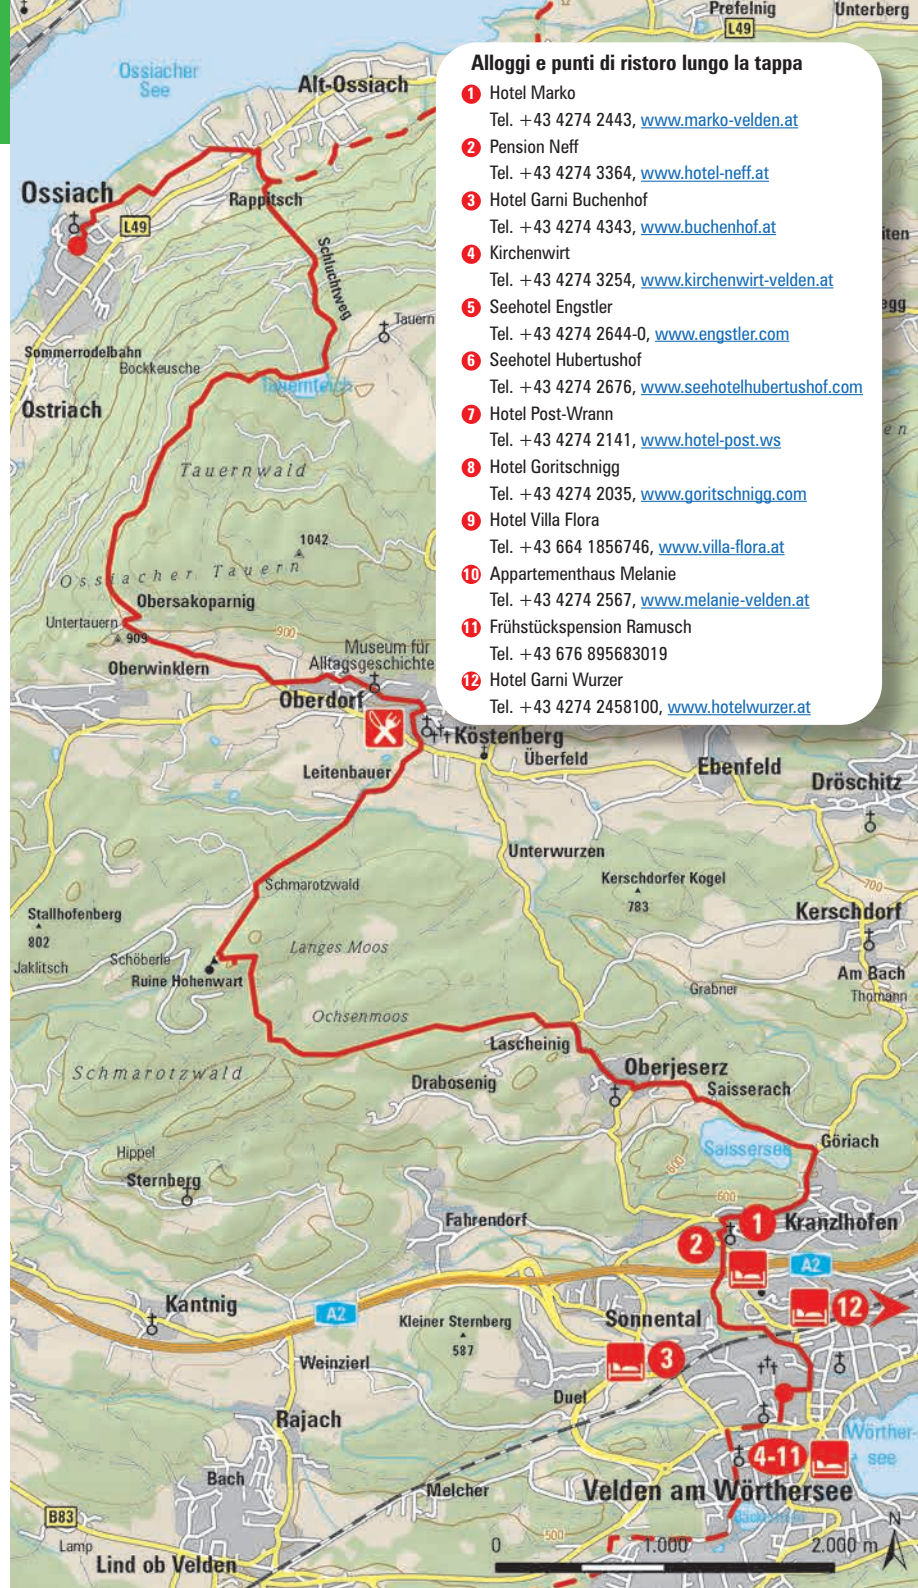 Prefelnig
Unterberg
L49
Ossiacher
See
Alt-Ossiach
Ossiach
L49
Rappitsch
Schluchtweg
Tauern
Sommerrodelbahn
Bockkeusche
Tauernteich
Ostriach
Tauernwald
1042
Ossiacher Tauern
Obersakoparnig
Untertauern
909
900
Oberwinklern
Museum für
Alltagsgeschichte
Oberdorf
Köstenberg
Leitenbauer
Überfeld
Ebenfeld
Dröschitz
Unterwurzen
Kerschdorfer Kogel
783
700
Schmarotzwald
Stallhofenberg
802
Kerschdorf
Langes Moos
Schöberle
Jaklitsch
Ruine Hohenwart
Am Bach
Thomann
Grabner
Ochsenmoos
Lascheinig
Schmarotzwald
Drabosenig
Oberjeserz
Saisserach
Saissersee
Göriach
600
600
Hippel
Sternberg
Fahrendorf
1
Kranzlhofen
2
A2
Kantnig
A2
12
Kleiner Sternberg
587
Sonnental
3
Weinzierl
Duel
Rajach
Wörther-
see
4-11
Bach
Melcher
Velden am Wörthersee
B83
Lamp
500
Lind ob Velden
0
1.000
2.000 m
N
Alloggi e punti di ristoro lungo la tappa
1 Hotel Marko
Tel. +43 4274 2443, www.marko-velden.at
2 Pension Neff
Tel. +43 4274 3364, www.hotel-neff.at
3 Hotel Garni Buchenhof
Tel. +43 4274 4343, www.buchenhof.at
4 Kirchenwirt
Tel. +43 4274 3254, www.kirchenwirt-velden.at
5 Seehotel Engstler
Tel. +43 4274 2644-0, www.engstler.com
6 Seehotel Hubertushof
Tel. +43 4274 2676, www.seehotelhubertushof.com
7 Hotel Post-Wrann
Tel. +43 4274 2141, www.hotel-post.ws
8 Hotel Goritschnigg
Tel. +43 4274 2035, www.goritschnigg.com
9 Hotel Villa Flora
Tel. +43 664 1856746, www.villa-flora.at
10 Appartementhaus Melanie
Tel. +43 4274 2567, www.melanie-velden.at
11 Frühstückspension Ramusch
Tel. +43 676 895683019
12 Hotel Garni Wurzer
Tel. +43 4274 2458100, www.hotelwurzer.at